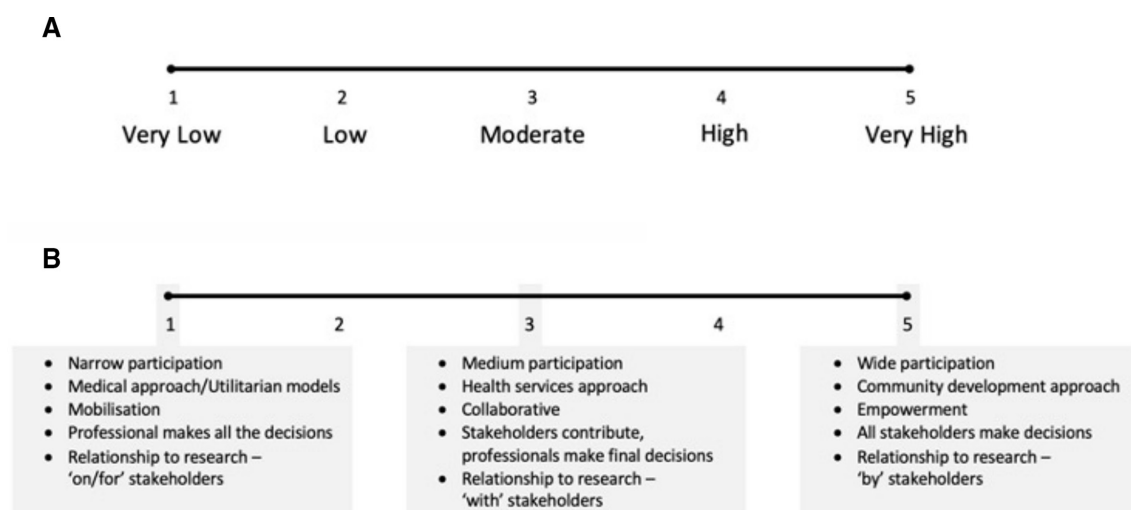 A
1 2 3 4 5
Very Low Low Moderate High Very High
B
1 2 3 4 5
• Narrow participation
• Medical approach/Utilitarian models
• Mobilisation
• Professional makes all the decisions
• Relationship to research –
‘on/for’ stakeholders
• Medium participation
• Health services approach
• Collaborative
• Stakeholders contribute,
professionals make final decisions
• Relationship to research –
‘with’ stakeholders
• Wide participation
• Community development approach
• Empowerment
• All stakeholders make decisions
• Relationship to research –
‘by’ stakeholders